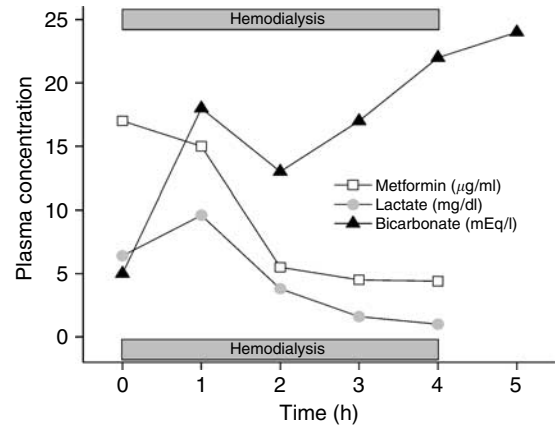 Hemodialysis
25
20
15
10
5
0
Plasma concentration
Metformin (μg/ml)
Lactate (mg/dl)
Bicarbonate (mEq/l)
Hemodialysis
0 1 2 3 4 5
Time (h)